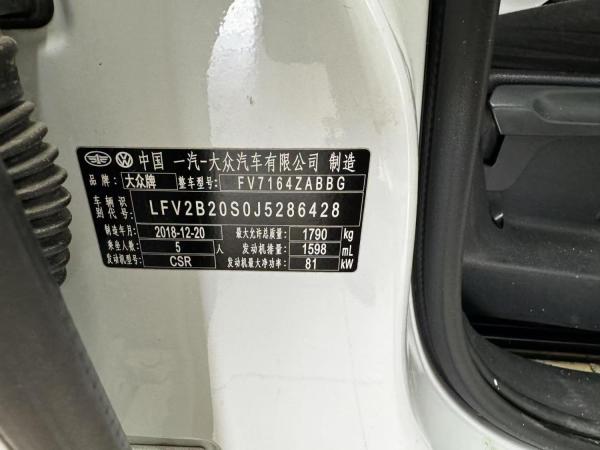 中国 一汽-大众汽车有限公司 制造
品牌: 大众牌 整车型号: FV7164ZABBG
车辆识别代号: LFV2B20S0J5286428
制造年月: 2018-12-20 最大允许总质量: 1790 kg
乘坐人数: 5 人 发动机排量: 1598 mL
发动机型号: CSR 发动机最大净功率: 81 kW